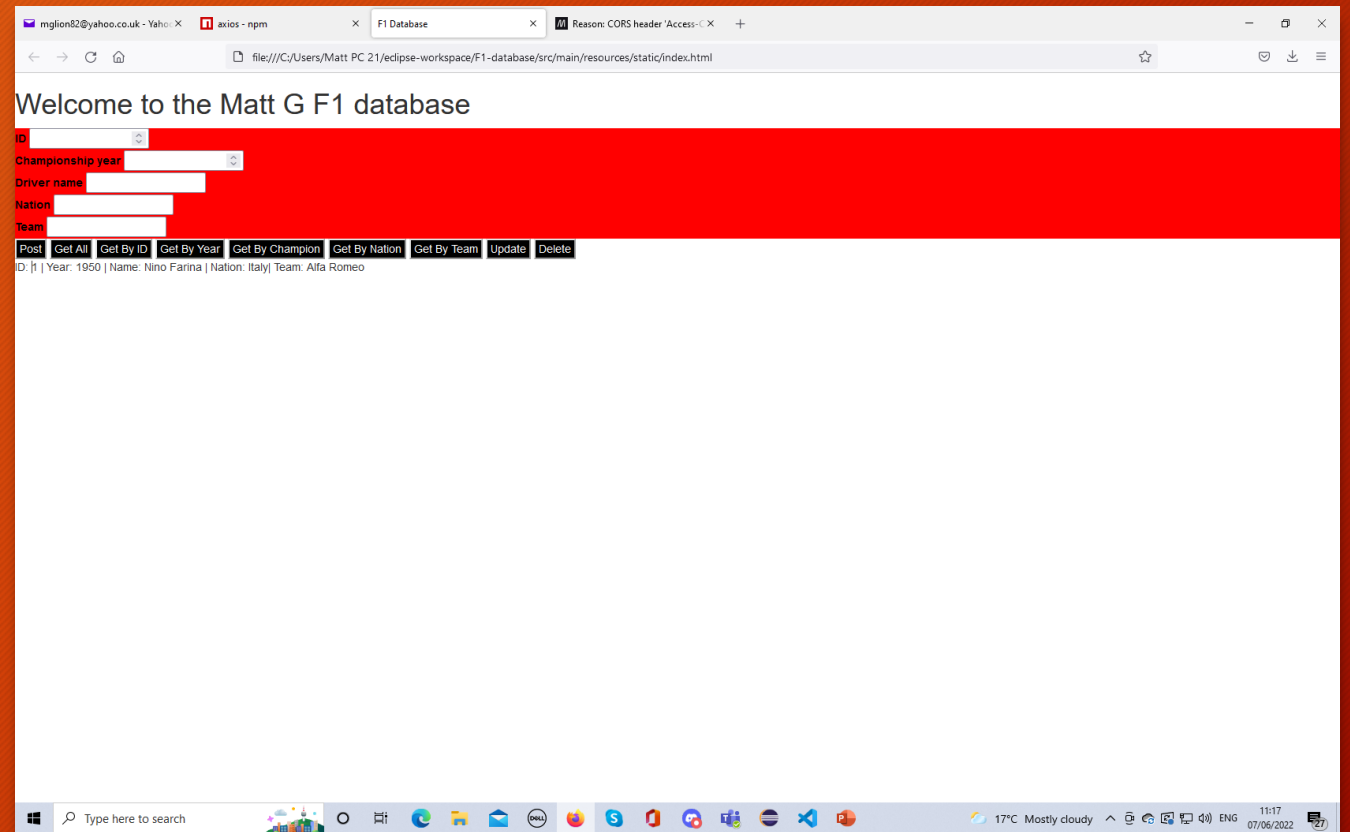 mglion82@yahoo.co.uk - Yahoo
axios - npm
F1 Database
Reason: CORS header 'Access-C
file:///C:/Users/Matt PC 21/eclipse-workspace/F1-database/src/main/resources/static/index.html
Welcome to the Matt G F1 database
ID
Championship year
Driver name
Nation
Team
Post Get All Get By ID Get By Year Get By Champion Get By Nation Get By Team Update Delete
ID: 1 | Year: 1950 | Name: Nino Farina | Nation: Italy| Team: Alfa Romeo
Type here to search
DELL
17°C Mostly cloudy
ENG
11:17
07/06/2022
27